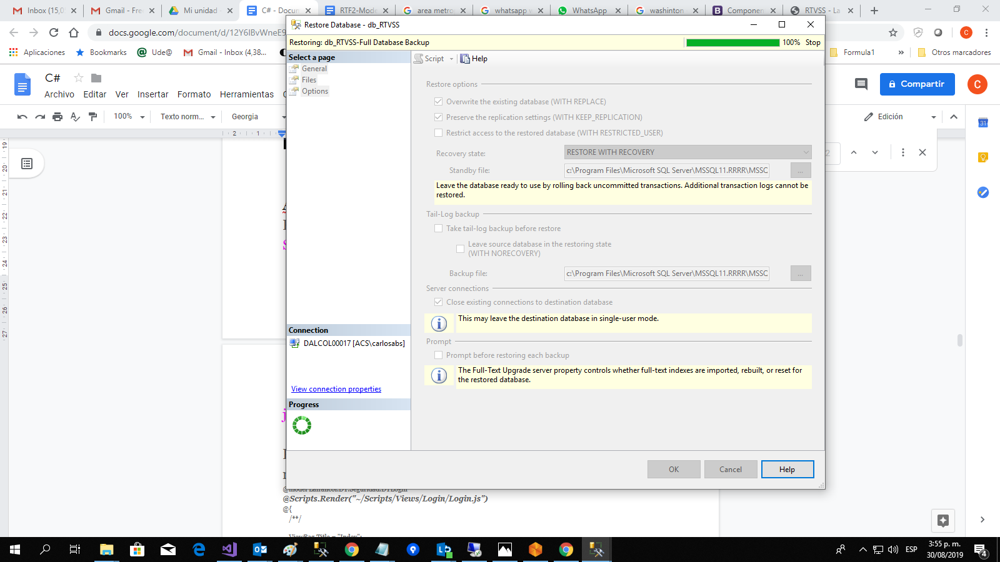 Inbox (15,0
Gmail - Fre
Mi unidad
C# - Docun
RTF2-Mode
area metro
whatsapp
WhatsApp
washinton
Componen
RTVSS - La
docs.google.com/document/d/12Y6IBvWneE9
Aplicaciones
Bookmarks
Ude@
Gmail - Inbox (4,38...
Formula1
»
Otros marcadores
C#
Archivo Editar Ver Insertar Formato Herramientas
Compartir
C
100%
Texto norm...
Georgia
Edición
Restore Database - db_RTVSS
Restoring: db_RTVSS-Full Database Backup
100% Stop
Select a page
General
Files
Options
Script
Help
Restore options
Overwrite the existing database (WITH REPLACE)
Preserve the replication settings (WITH KEEP_REPLICATION)
Restrict access to the restored database (WITH RESTRICTED_USER)
Recovery state:
RESTORE WITH RECOVERY
Standby file:
c:\Program Files\Microsoft SQL Server\MSSQL11.RRRR\MSSC
...
Leave the database ready to use by rolling back uncommitted transactions. Additional transaction logs cannot be
restored.
Tail-Log backup
Take tail-log backup before restore
Leave source database in the restoring state
(WITH NORECOVERY)
Backup file:
c:\Program Files\Microsoft SQL Server\MSSQL11.RRRR\MSSC
...
Server connections
Close existing connections to destination database
This may leave the destination database in single-user mode.
Prompt
Prompt before restoring each backup
The Full-Text Upgrade server property controls whether full-text indexes are imported, rebuilt, or reset for
the restored database.
Connection
DALCOL00017 [ACS\carlosabs]
View connection properties
Progress
OK
Cancel
Help
@Scripts.Render("~/Scripts/Views/Login/Login.js")
@{
/**/
ViewBag.Title = "Index";
ESP
3:55 p. m.
30/08/2019
4